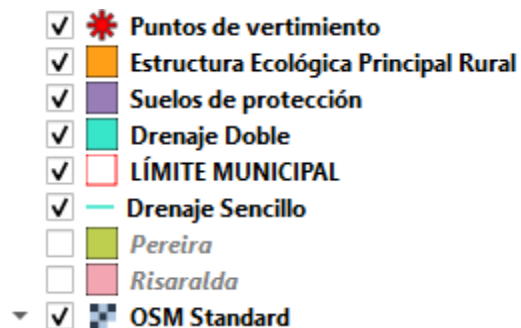 Puntos de vertimiento
Estructura Ecológica Principal Rural
Suelos de protección
Drenaje Doble
LÍMITE MUNICIPAL
Drenaje Sencillo
Pereira
Risaralda
OSM Standard